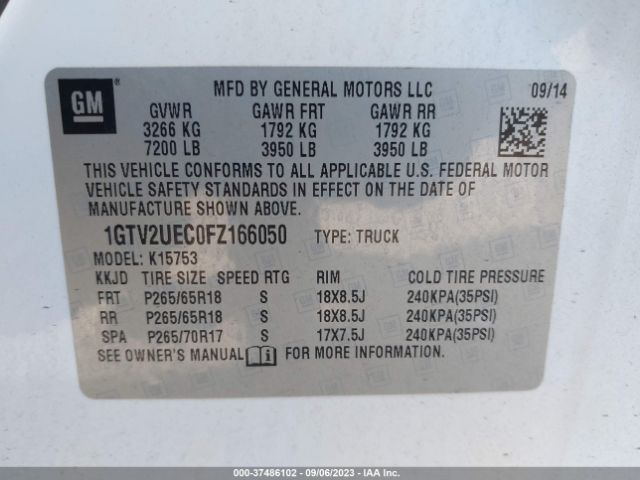 GM
MFD BY GENERAL MOTORS LLC 09/14
GVWR GAWR FRT GAWR RR
3266 KG 1792 KG 1792 KG
7200 LB 3950 LB 3950 LB
THIS VEHICLE CONFORMS TO ALL APPLICABLE U.S. FEDERAL MOTOR
VEHICLE SAFETY STANDARDS IN EFFECT ON THE DATE OF
MANUFACTURE SHOWN ABOVE.
1GTV2UEC0FZ166050 TYPE: TRUCK
MODEL: K15753
KKJD TIRE SIZE SPEED RTG RIM COLD TIRE PRESSURE
FRT P265/65R18 S 18X8.5J 240KPA(35PSI)
RR P265/65R18 S 18X8.5J 240KPA(35PSI)
SPA P265/70R17 S 17X7.5J 240KPA(35PSI)
SEE OWNER'S MANUAL FOR MORE INFORMATION.
000-37486102 - 09/06/2023 - IAAI.COM